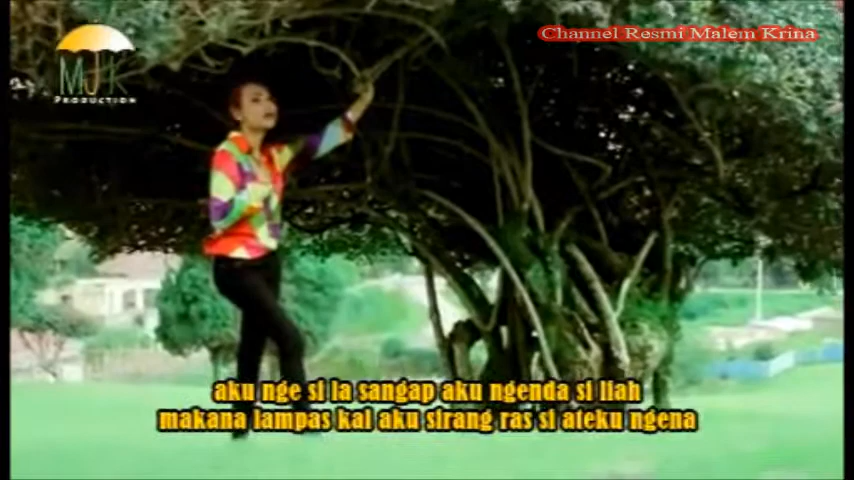 Channel Resmi Malem Krina
MJK
PRODUCTION
aku nge si la sangap aku ngenda si liah
makana lampas kal aku sirang ras si ateku ngena